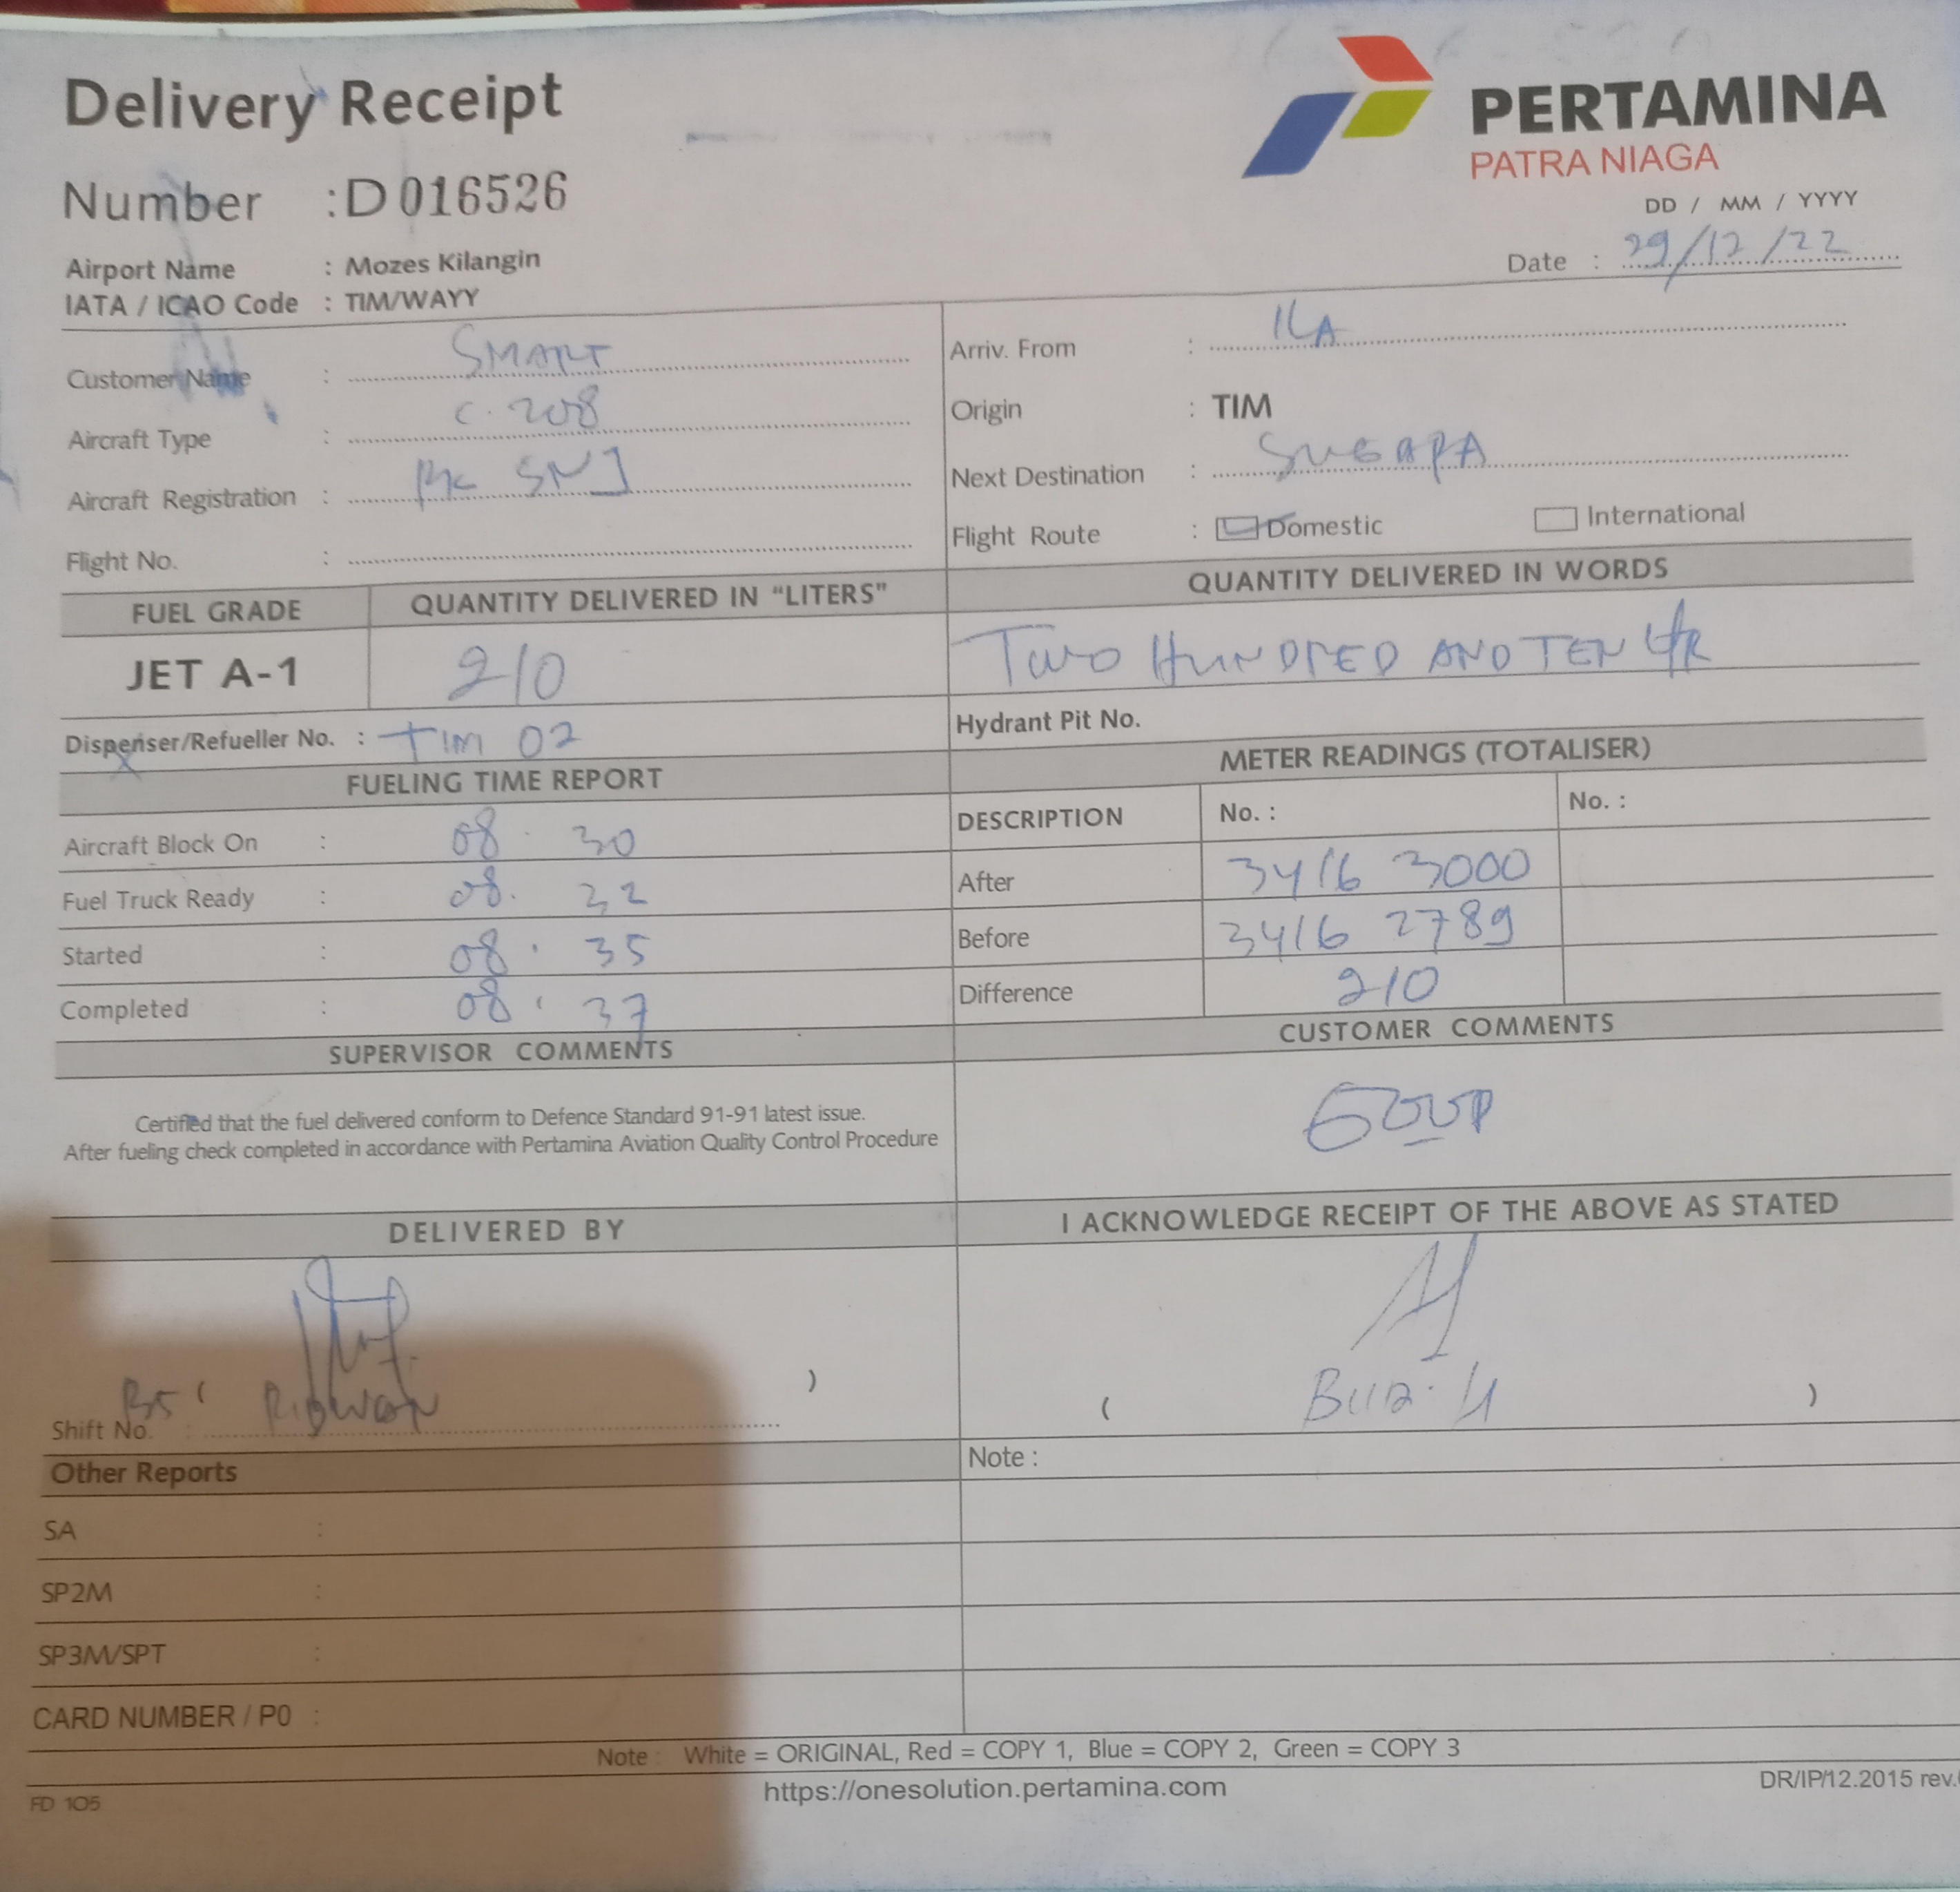 Delivery Receipt
PERTAMINA
PATRA NIAGA
Number : D 016526
DD / MM / YYYY
Date : 29/12/22
Airport Name : Mozes Kilangin
IATA / ICAO Code : TIM/WAYY
Customer Name : SMART
Aircraft Type : C. 208
Aircraft Registration : PK SNJ
Flight No. :
Arriv. From : ILA
Origin : TIM
Next Destination : SUGAPA
Flight Route : Domestic International
FUEL GRADE QUANTITY DELIVERED IN "LITERS" QUANTITY DELIVERED IN WORDS
JET A-1 210 TWO HUNDRED AND TEN LTR
Dispenser/Refueller No. : TIM 02 Hydrant Pit No.
FUELING TIME REPORT
Aircraft Block On : 08 . 30
Fuel Truck Ready : 08. 32
Started : 08 . 35
Completed : 08 . 37
METER READINGS (TOTALISER)
DESCRIPTION No. : No. :
After 3416 3000
Before 3416 2789
Difference 210
SUPERVISOR COMMENTS
Certified that the fuel delivered conform to Defence Standard 91-91 latest issue.
After fueling check completed in accordance with Pertamina Aviation Quality Control Procedure
CUSTOMER COMMENTS
GOOD
DELIVERED BY
( RIDWAN )
Shift No. :
I ACKNOWLEDGE RECEIPT OF THE ABOVE AS STATED
( )
Other Reports
SA :
SP2M :
SP3M/SPT :
CARD NUMBER / P0 :
Note :
Note : White = ORIGINAL, Red = COPY 1, Blue = COPY 2, Green = COPY 3
https://onesolution.pertamina.com
FD 105
DR/IP/12.2015 rev.